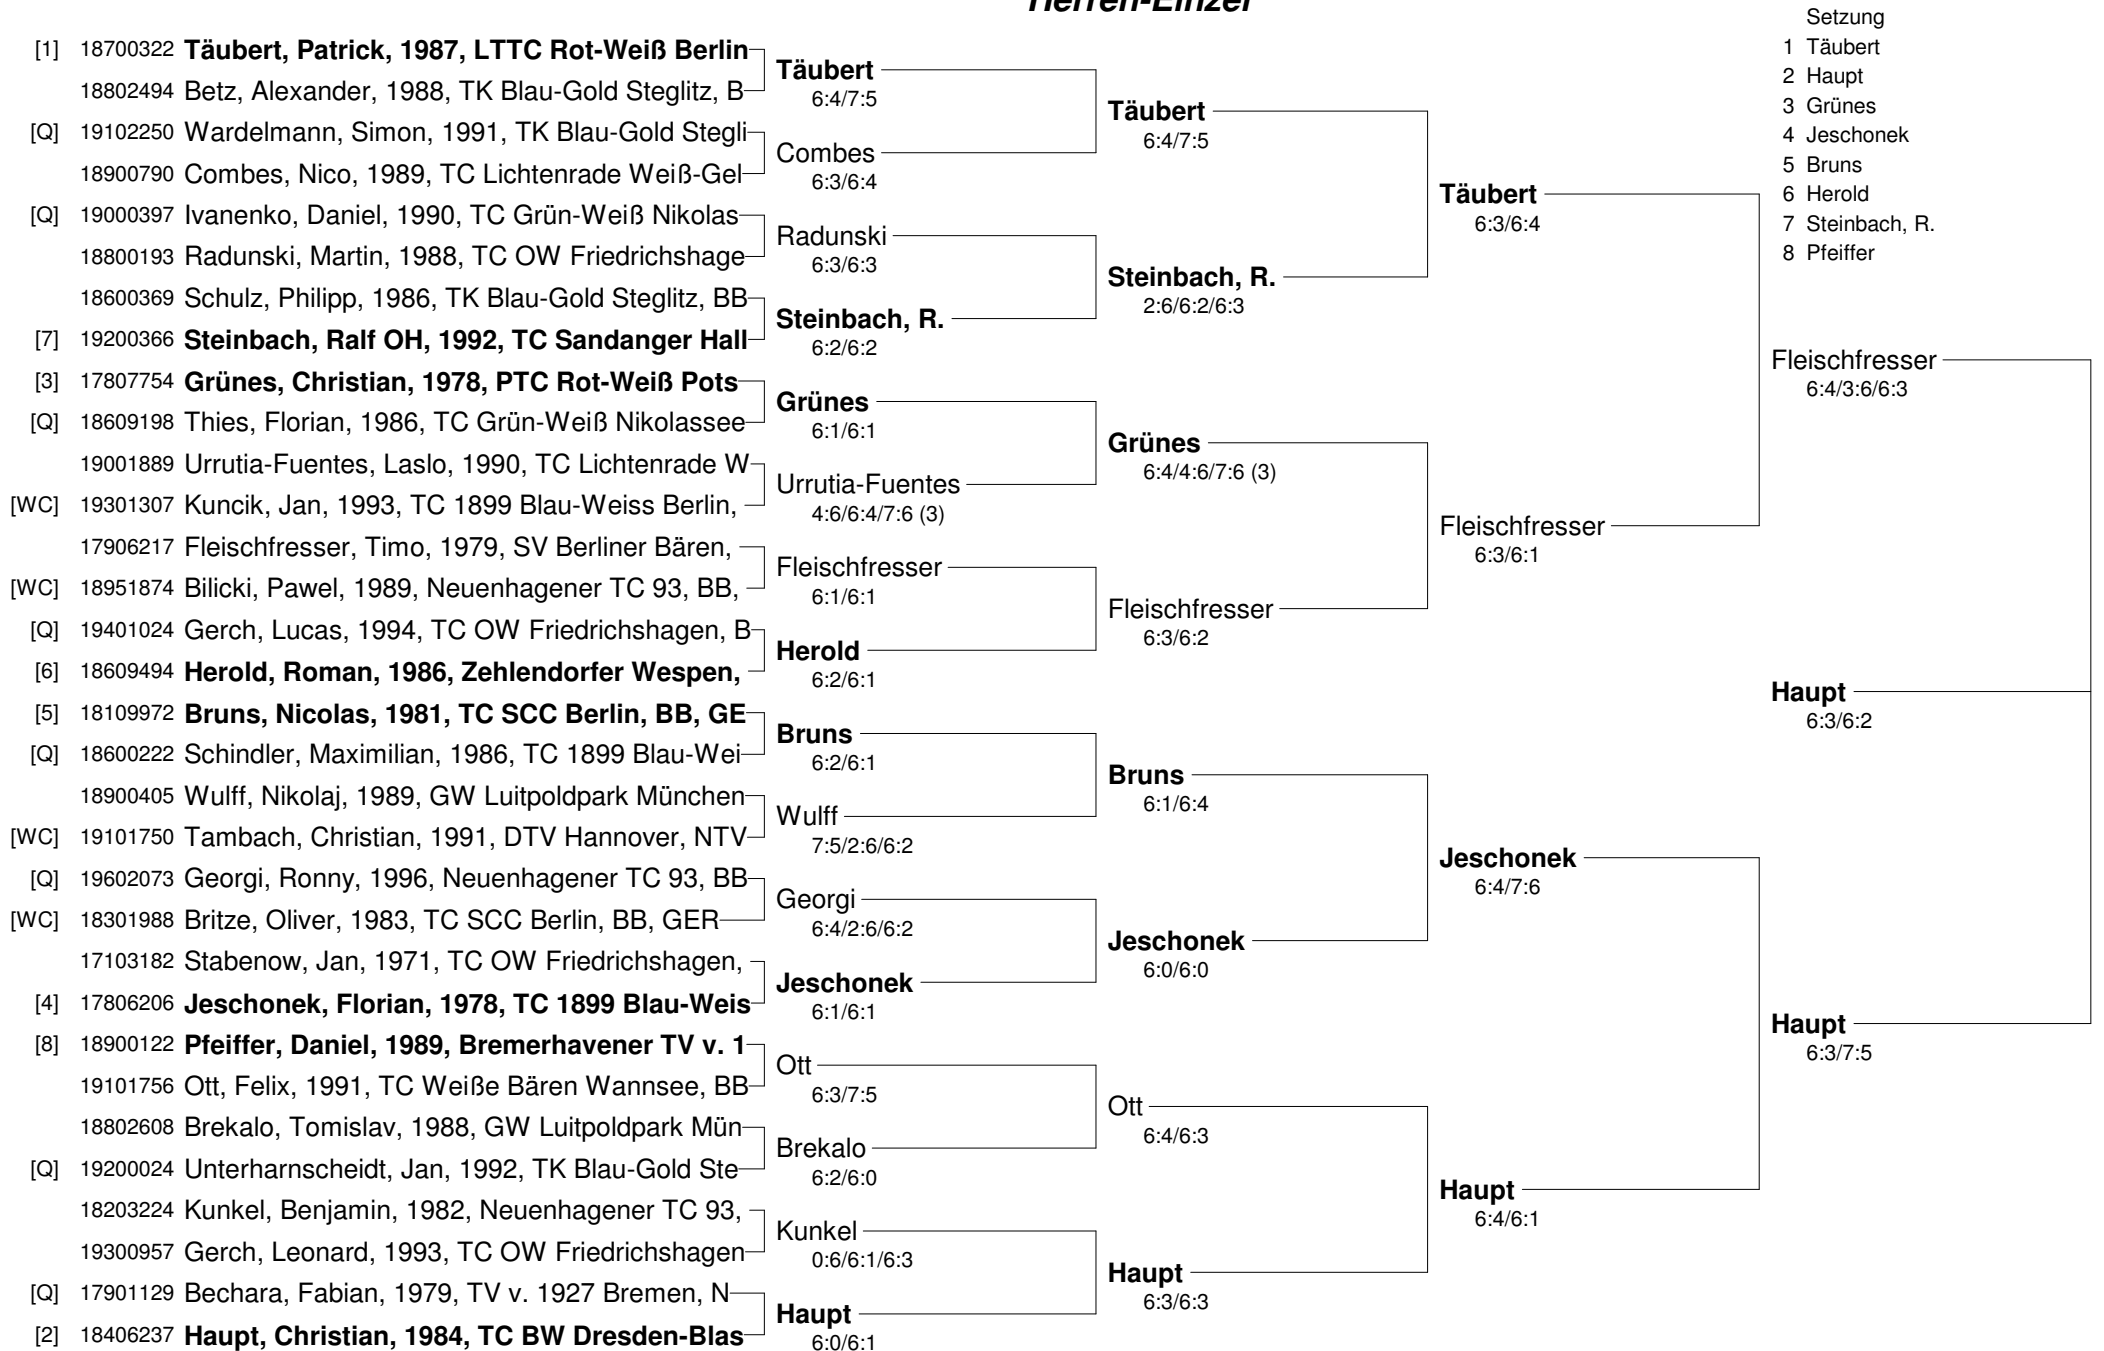 Herren-Einzel
Setzung
1 Täubert
2 Haupt
3 Grünes
4 Jeschonek
5 Bruns
6 Herold
7 Steinbach, R.
8 Pfeiffer
[1] 18700322 Täubert, Patrick, 1987, LTTC Rot-Weiß Berlin
18802494 Betz, Alexander, 1988, TK Blau-Gold Steglitz, B
[Q] 19102250 Wardelmann, Simon, 1991, TK Blau-Gold Stegli
18900790 Combes, Nico, 1989, TC Lichtenrade Weiß-Gel
[Q] 19000397 Ivanenko, Daniel, 1990, TC Grün-Weiß Nikolas
18800193 Radunski, Martin, 1988, TC OW Friedrichshage
18600369 Schulz, Philipp, 1986, TK Blau-Gold Steglitz, BB
[7] 19200366 Steinbach, Ralf OH, 1992, TC Sandanger Hall
[3] 17807754 Grünes, Christian, 1978, PTC Rot-Weiß Pots
[Q] 18609198 Thies, Florian, 1986, TC Grün-Weiß Nikolassee
19001889 Urrutia-Fuentes, Laslo, 1990, TC Lichtenrade W
[WC] 19301307 Kuncik, Jan, 1993, TC 1899 Blau-Weiss Berlin,
17906217 Fleischfresser, Timo, 1979, SV Berliner Bären,
[WC] 18951874 Bilicki, Pawel, 1989, Neuenhagener TC 93, BB,
[Q] 19401024 Gerch, Lucas, 1994, TC OW Friedrichshagen, B
[6] 18609494 Herold, Roman, 1986, Zehlendorfer Wespen,
[5] 18109972 Bruns, Nicolas, 1981, TC SCC Berlin, BB, GE
[Q] 18600222 Schindler, Maximilian, 1986, TC 1899 Blau-Wei
18900405 Wulff, Nikolaj, 1989, GW Luitpoldpark München
[WC] 19101750 Tambach, Christian, 1991, DTV Hannover, NTV
[Q] 19602073 Georgi, Ronny, 1996, Neuenhagener TC 93, BB
[WC] 18301988 Britze, Oliver, 1983, TC SCC Berlin, BB, GER
17103182 Stabenow, Jan, 1971, TC OW Friedrichshagen,
[4] 17806206 Jeschonek, Florian, 1978, TC 1899 Blau-Weis
[8] 18900122 Pfeiffer, Daniel, 1989, Bremerhavener TV v. 1
19101756 Ott, Felix, 1991, TC Weiße Bären Wannsee, BB
18802608 Brekalo, Tomislav, 1988, GW Luitpoldpark Mün
[Q] 19200024 Unterharnscheidt, Jan, 1992, TK Blau-Gold Ste
18203224 Kunkel, Benjamin, 1982, Neuenhagener TC 93,
19300957 Gerch, Leonard, 1993, TC OW Friedrichshagen
[Q] 17901129 Bechara, Fabian, 1979, TV v. 1927 Bremen, N
[2] 18406237 Haupt, Christian, 1984, TC BW Dresden-Blas
Täubert
6:4/7:5
Combes
6:3/6:4
Radunski
6:3/6:3
Steinbach, R.
6:2/6:2
Grünes
6:1/6:1
Urrutia-Fuentes
4:6/6:4/7:6 (3)
Fleischfresser
6:1/6:1
Herold
6:2/6:1
Bruns
6:2/6:1
Wulff
7:5/2:6/6:2
Georgi
6:4/2:6/6:2
Jeschonek
6:1/6:1
Ott
6:3/7:5
Brekalo
6:2/6:0
Kunkel
0:6/6:1/6:3
Haupt
6:0/6:1
Täubert
6:4/7:5
Steinbach, R.
2:6/6:2/6:3
Grünes
6:4/4:6/7:6 (3)
Fleischfresser
6:3/6:2
Bruns
6:1/6:4
Jeschonek
6:0/6:0
Ott
6:4/6:3
Haupt
6:3/6:3
Täubert
6:3/6:4
Fleischfresser
6:3/6:1
Jeschonek
6:4/7:6
Haupt
6:4/6:1
Fleischfresser
6:4/3:6/6:3
Haupt
6:3/6:2
Haupt
6:3/7:5